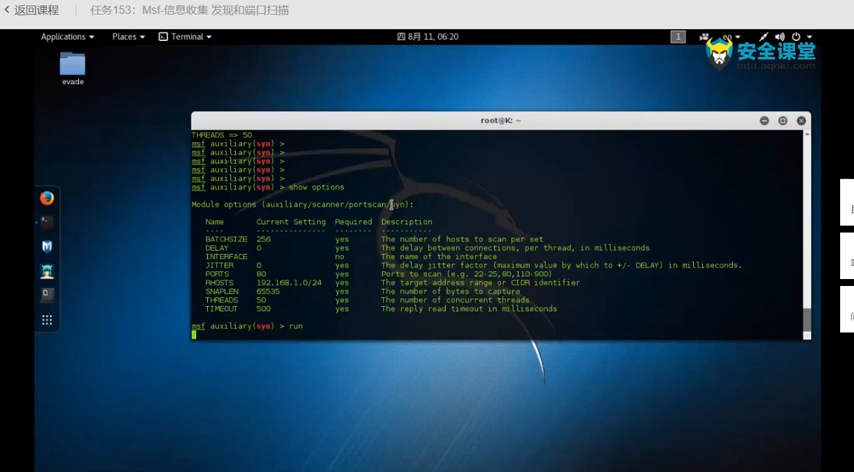 返回课程 任务153：Msf-信息收集 发现和端口扫描
Applications Places Terminal 四 8月 11, 06:20 1 en
安全课堂
edu.aqniu.com
evade
root@K: ~
THREADS => 50
msf auxiliary(syn) >
msf auxiliary(syn) >
msf auxiliary(syn) >
msf auxiliary(syn) >
msf auxiliary(syn) >
msf auxiliary(syn) > show options
Module options (auxiliary/scanner/portscan/syn):
Name Current Setting Required Description
---- --------------- -------- -----------
BATCHSIZE 256 yes The number of hosts to scan per set
DELAY 0 yes The delay between connections, per thread, in milliseconds
INTERFACE no The name of the interface
JITTER 0 yes The delay jitter factor (maximum value by which to +/- DELAY) in milliseconds.
PORTS 80 yes Ports to scan (e.g. 22-25,80,110-900)
RHOSTS 192.168.1.0/24 yes The target address range or CIDR identifier
SNAPLEN 65535 yes The number of bytes to capture
THREADS 50 yes The number of concurrent threads
TIMEOUT 500 yes The reply read timeout in milliseconds
msf auxiliary(syn) > run